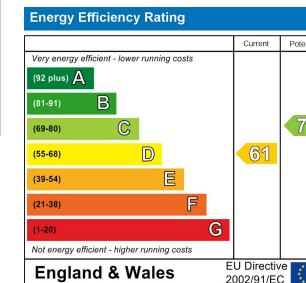 Energy Efficiency Rating
Current
Very energy efficient - lower running costs
(92 plus) A
(81-91) B
(69-80) C
(55-68) D
61
(39-54) E
(21-38) F
(1-20) G
Not energy efficient - higher running costs
England & Wales
EU Directive
2002/91/EC